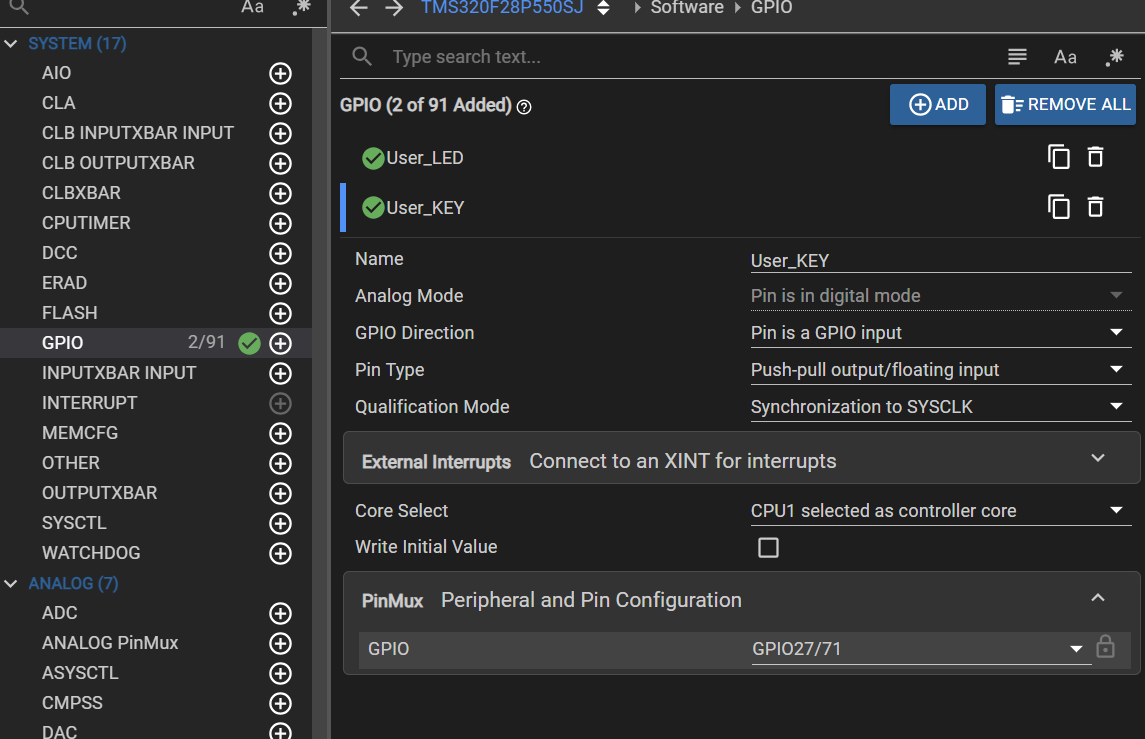 Aa .*
SYSTEM (17)
AIO
CLA
CLB INPUTXBAR INPUT
CLB OUTPUTXBAR
CLBXBAR
CPUTIMER
DCC
ERAD
FLASH
GPIO 2/91
INPUTXBAR INPUT
INTERRUPT
MEMCFG
OTHER
OUTPUTXBAR
SYSCTL
WATCHDOG
ANALOG (7)
ADC
ANALOG PinMux
ASYSCTL
CMPSS
DAC
TMS320F28P550SJ Software GPIO
Type search text... Aa .*
GPIO (2 of 91 Added) ADD REMOVE ALL
User_LED
User_KEY
Name User_KEY
Analog Mode Pin is in digital mode
GPIO Direction Pin is a GPIO input
Pin Type Push-pull output/floating input
Qualification Mode Synchronization to SYSCLK
External Interrupts Connect to an XINT for interrupts
Core Select CPU1 selected as controller core
Write Initial Value
PinMux Peripheral and Pin Configuration
GPIO GPIO27/71